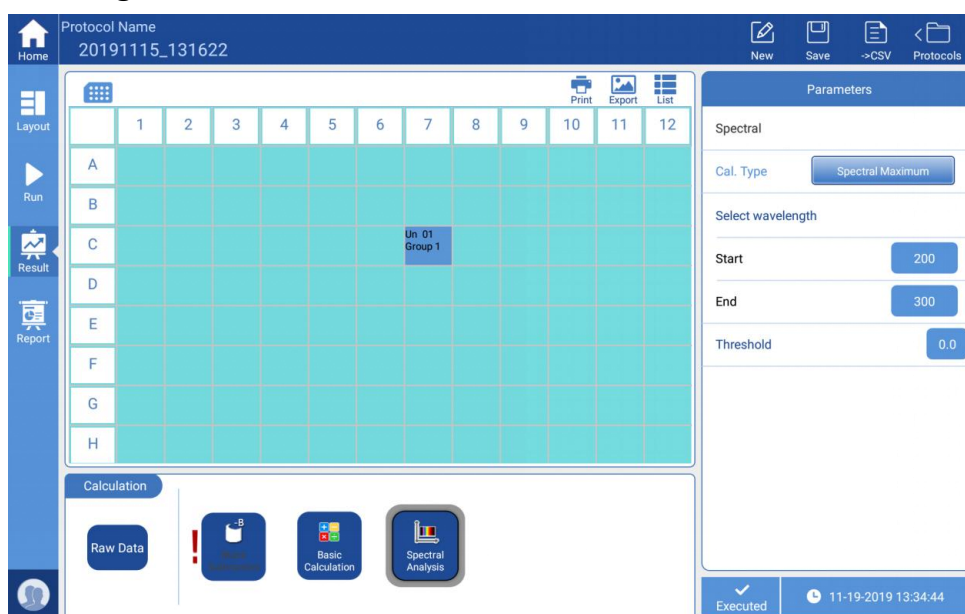 Protocol Name
20191115_131622
Home
New
Save
->CSV
Protocols
Layout
Run
Result
Report
Print
Export
List
1 2 3 4 5 6 7 8 9 10 11 12
A
B
C
Un 01
Group 1
D
E
F
G
H
Parameters
Spectral
Cal. Type
Spectral Maximum
Select wavelength
Start
200
End
300
Threshold
0.0
Calculation
Raw Data
!
-B
Basic
Calculation
Spectral
Analysis
Executed
11-19-2019 13:34:44